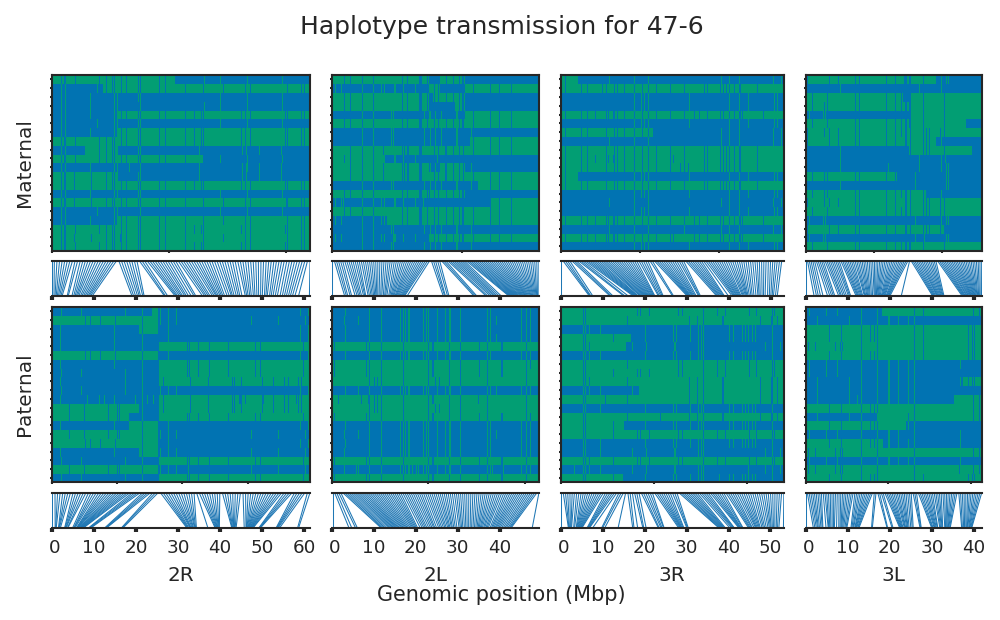 Haplotype transmission for 47-6
Maternal
Paternal
0 10 20 30 40 50 60 0 10 20 30 40 0 10 20 30 40 50 0 10 20 30 40
2R 2L 3R 3L
Genomic position (Mbp)